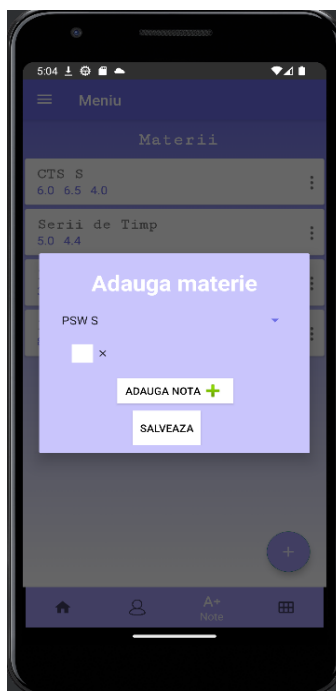 5:04
Meniu
Materii
CTS S
6.0 6.5 4.0
Serii de Timp
5.0 4.4
Adauga materie
PSW S
×
ADAUGA NOTA
SALVEAZA
+
A+
Note